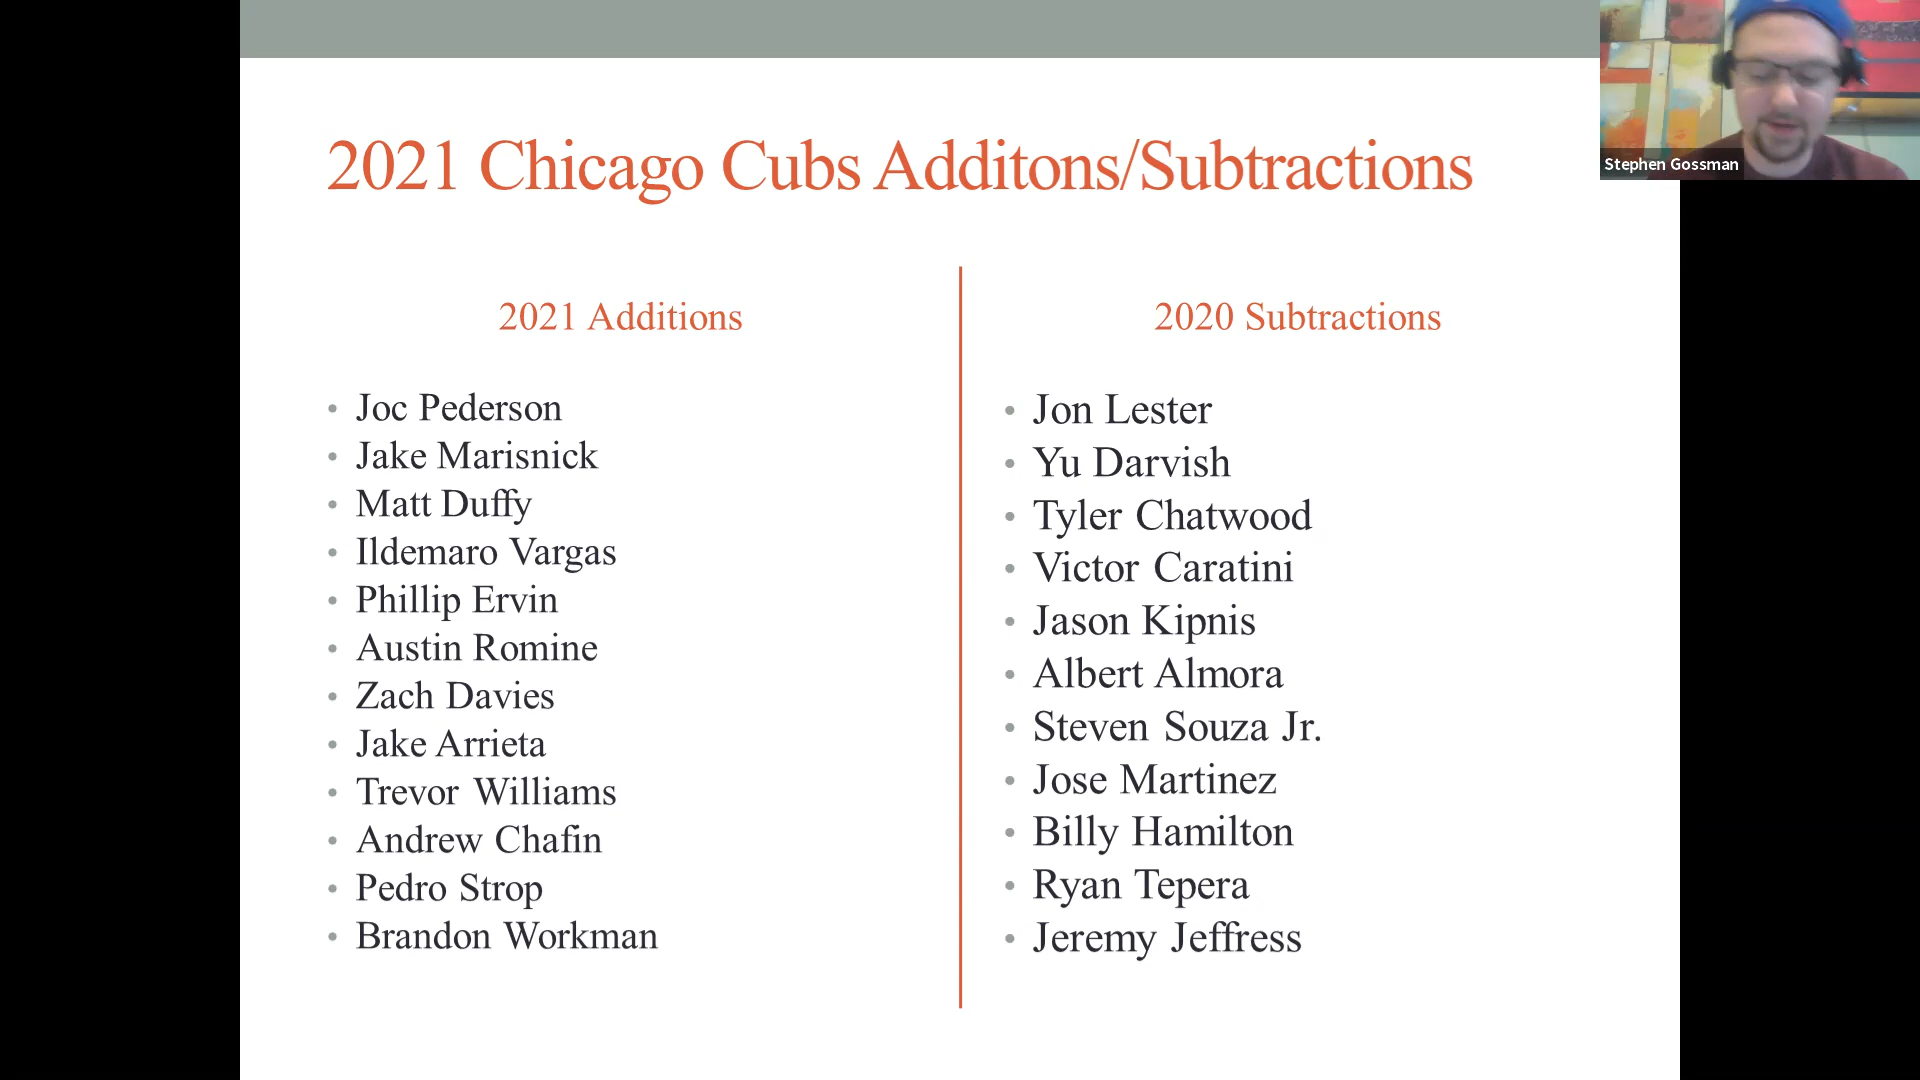 2021 Chicago Cubs Additons/Subtractions
Stephen Gossman
2021 Additions
• Joc Pederson
• Jake Marisnick
• Matt Duffy
• Ildemaro Vargas
• Phillip Ervin
• Austin Romine
• Zach Davies
• Jake Arrieta
• Trevor Williams
• Andrew Chafin
• Pedro Strop
• Brandon Workman
2020 Subtractions
• Jon Lester
• Yu Darvish
• Tyler Chatwood
• Victor Caratini
• Jason Kipnis
• Albert Almora
• Steven Souza Jr.
• Jose Martinez
• Billy Hamilton
• Ryan Tepera
• Jeremy Jeffress